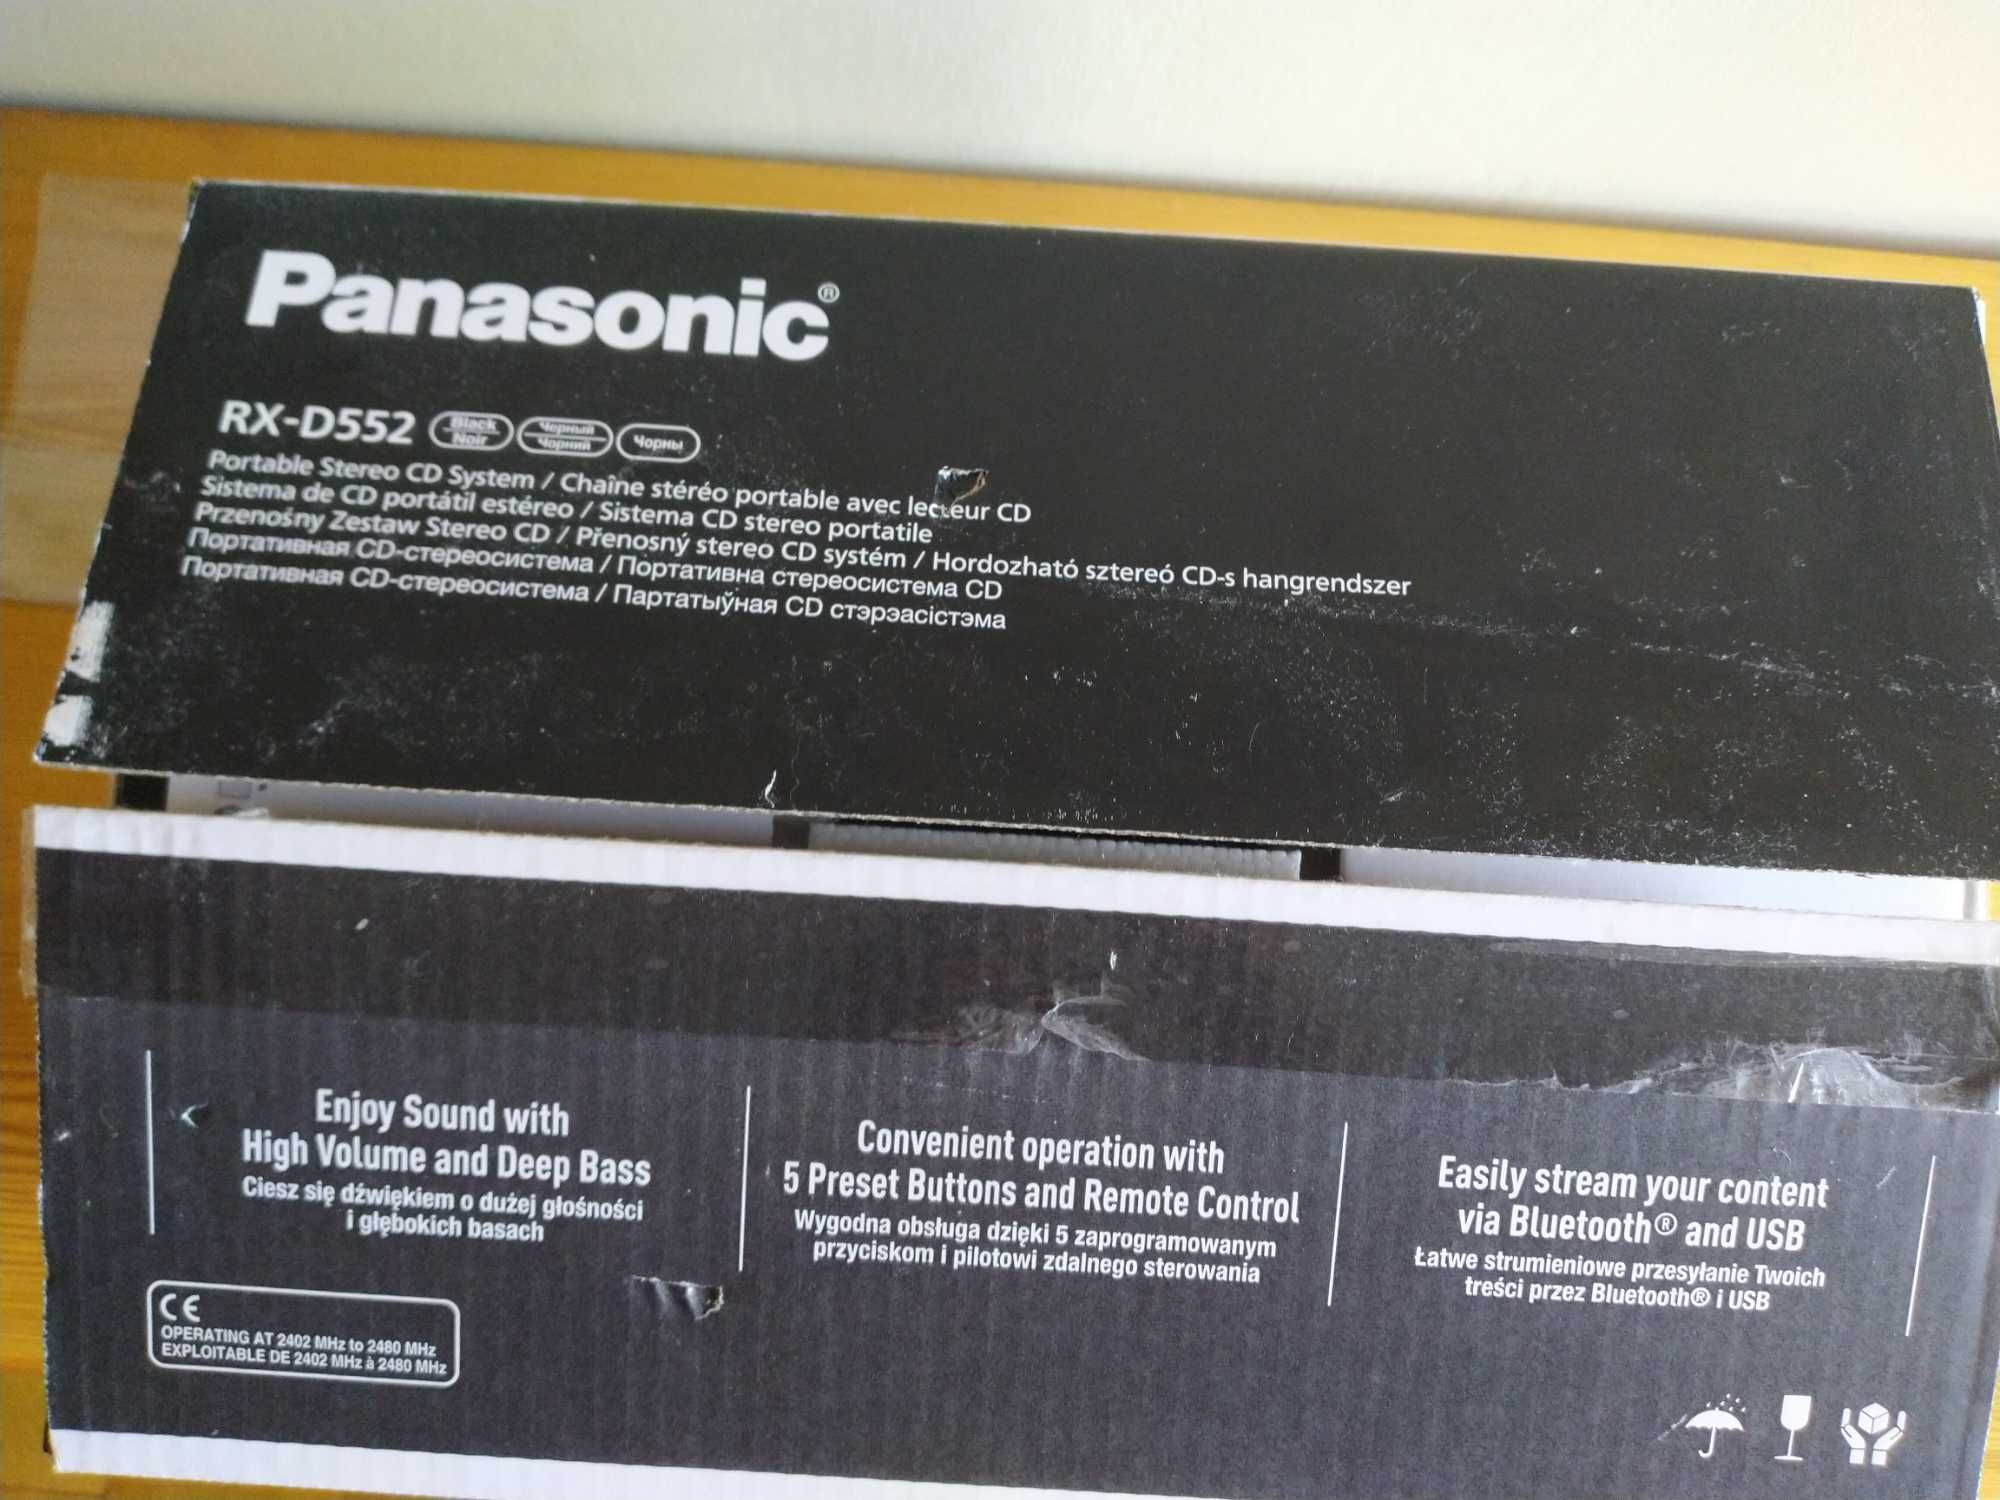 Panasonic®
RX-D552 Black Noir Черный Чорний Чорны
Portable Stereo CD System / Chaîne stéréo portable avec lecteur CD
Sistema de CD portátil estéreo / Sistema CD stereo portatile
Przenośny Zestaw Stereo CD / Přenosný stereo CD systém / Hordozható sztereó CD-s hangrendszer
Портативная CD-стереосистема / Портативна стереосистема CD
Портативная CD-стереосистема / Партатыўная CD стэрэасістэма
Enjoy Sound with
High Volume and Deep Bass
Ciesz się dźwiękiem o dużej głośności
i głębokich basach
Convenient operation with
5 Preset Buttons and Remote Control
Wygodna obsługa dzięki 5 zaprogramowanym
przyciskom i pilotowi zdalnego sterowania
Easily stream your content
via Bluetooth® and USB
Łatwe strumieniowe przesyłanie Twoich
treści przez Bluetooth® i USB
CE
OPERATING AT 2402 MHz to 2480 MHz
EXPLOITABLE DE 2402 MHz à 2480 MHz